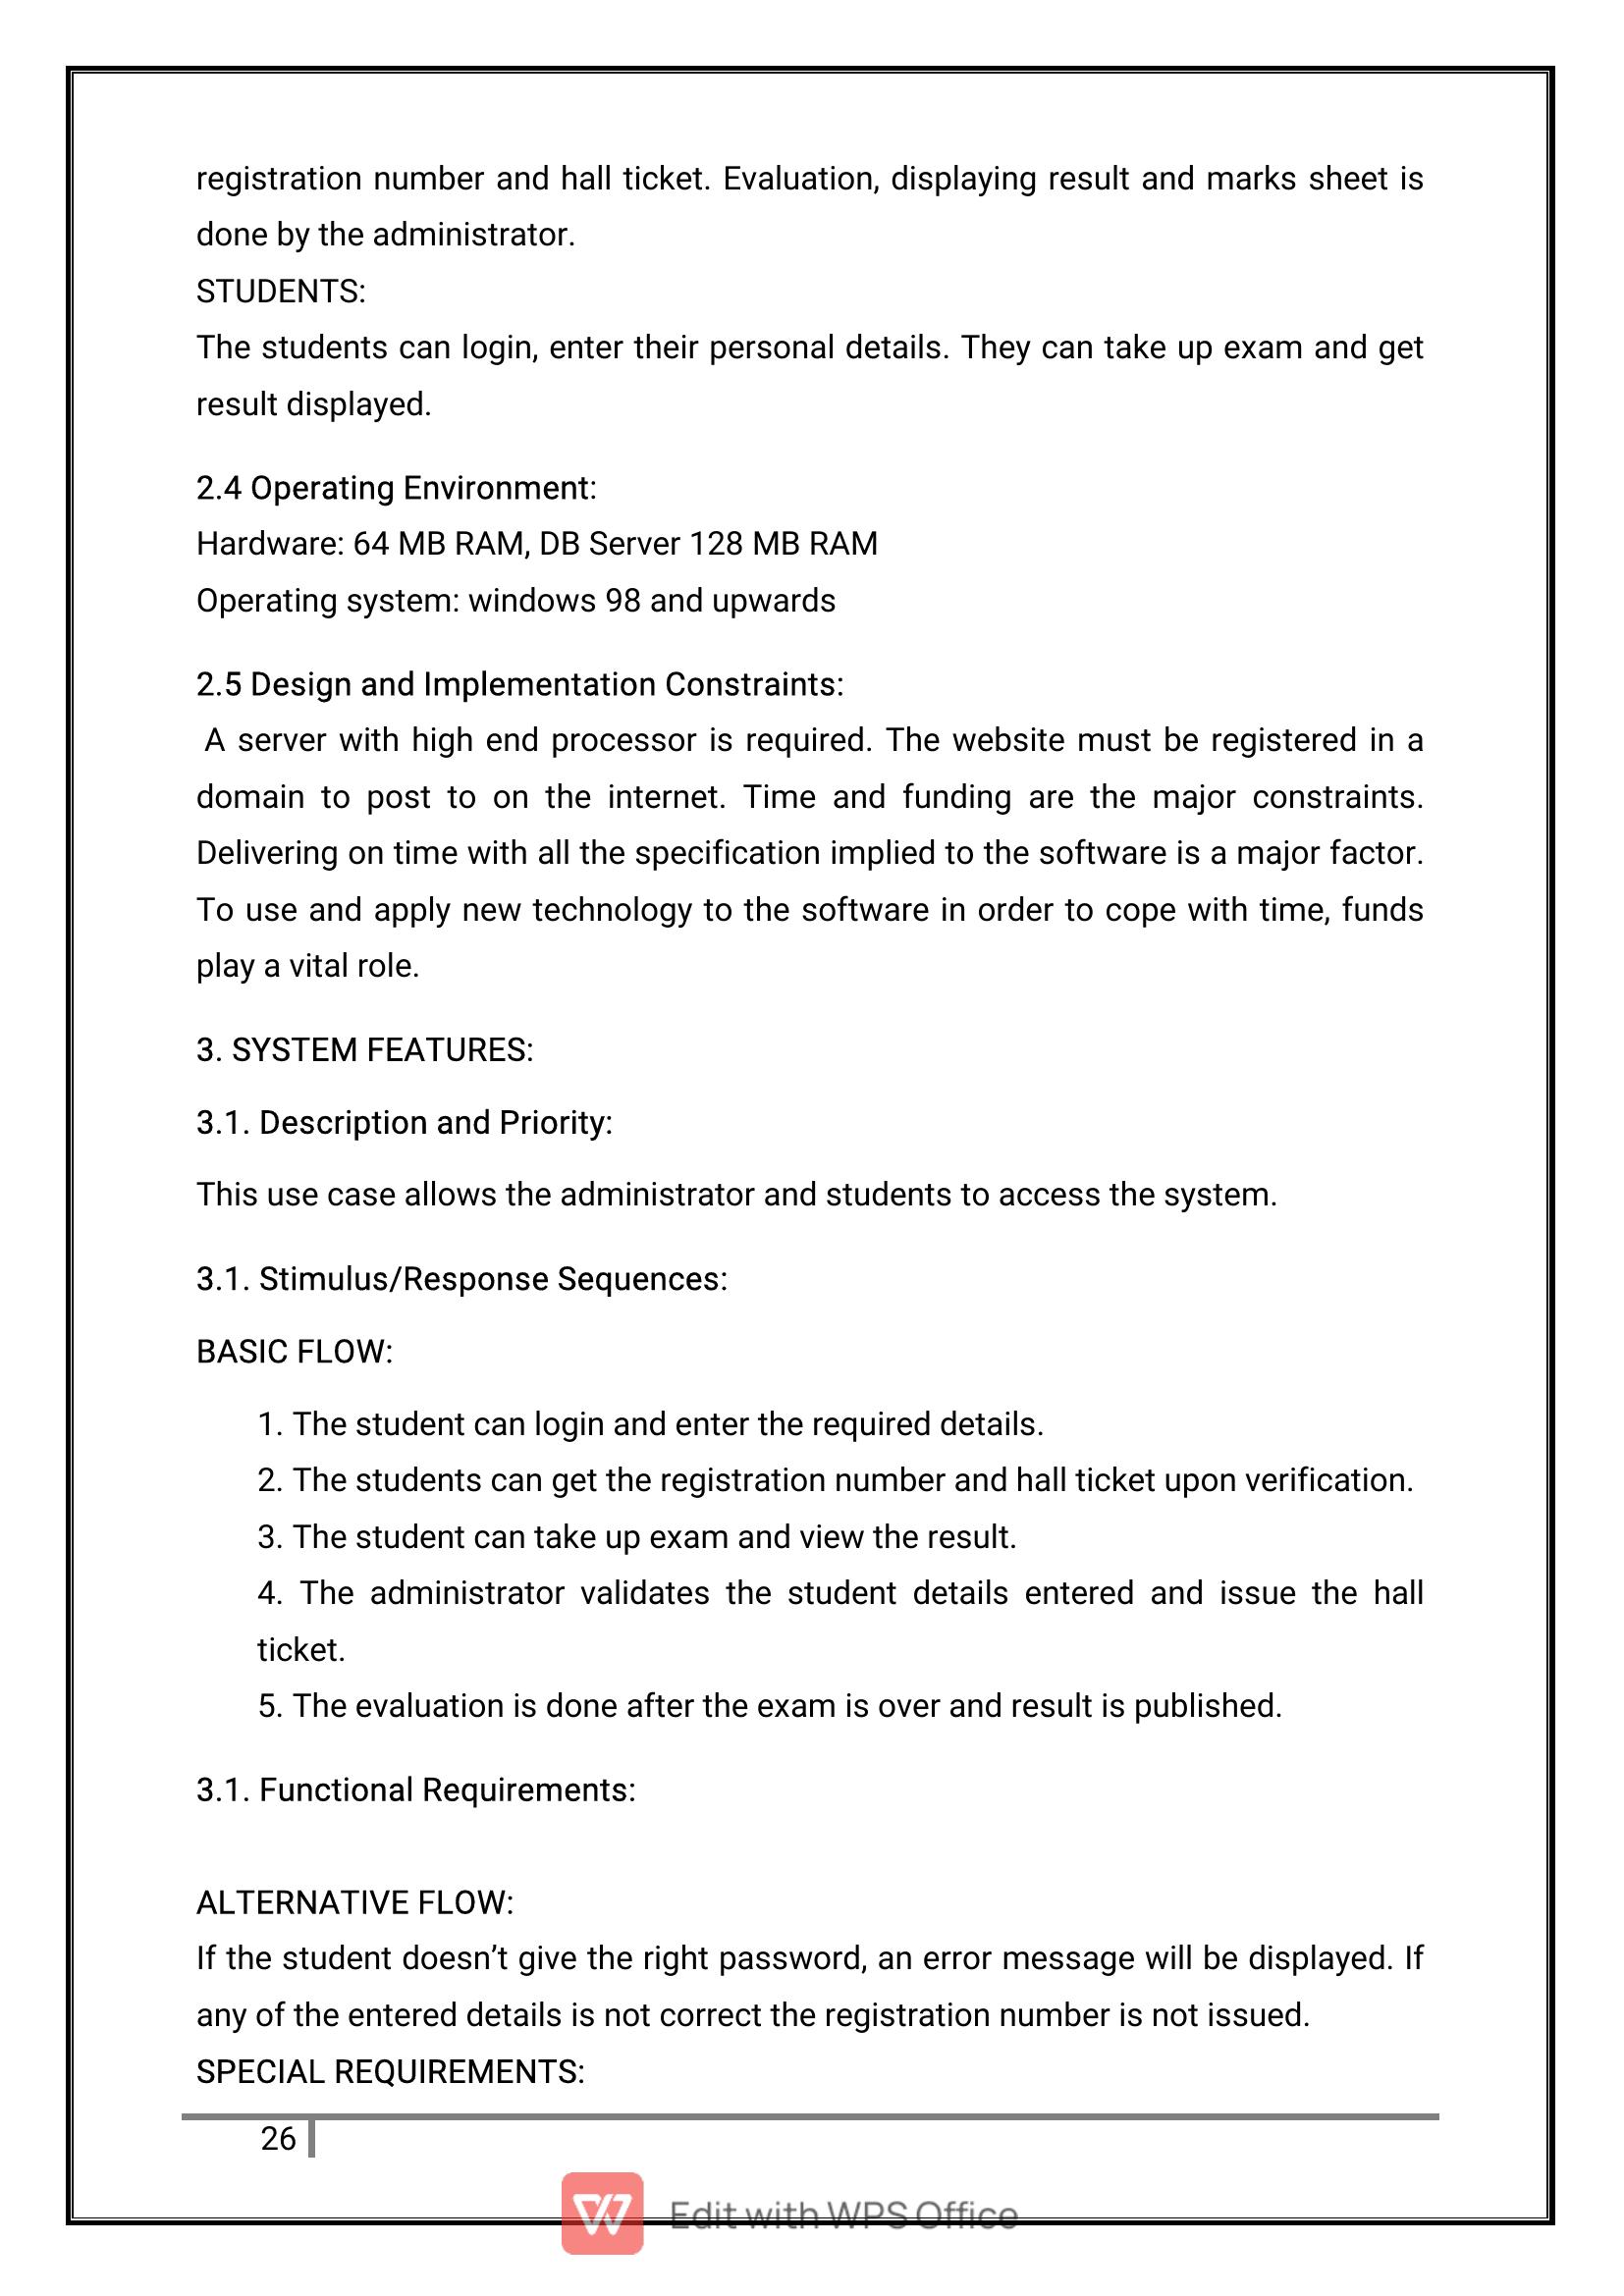 registration number and hall ticket. Evaluation, displaying result and marks sheet is
done by the administrator.
STUDENTS:
The students can login, enter their personal details. They can take up exam and get
result displayed.
2.4 Operating Environment:
Hardware: 64 MB RAM, DB Server 128 MB RAM
Operating system: windows 98 and upwards
2.5 Design and Implementation Constraints:
A server with high end processor is required. The website must be registered in a
domain to post to on the internet. Time and funding are the major constraints.
Delivering on time with all the specification implied to the software is a major factor.
To use and apply new technology to the software in order to cope with time, funds
play a vital role.
3. SYSTEM FEATURES:
3.1. Description and Priority:
This use case allows the administrator and students to access the system.
3.1. Stimulus/Response Sequences:
BASIC FLOW:
1. The student can login and enter the required details.
2. The students can get the registration number and hall ticket upon verification.
3. The student can take up exam and view the result.
4. The administrator validates the student details entered and issue the hall
ticket.
5. The evaluation is done after the exam is over and result is published.
3.1. Functional Requirements:
ALTERNATIVE FLOW:
If the student doesn’t give the right password, an error message will be displayed. If
any of the entered details is not correct the registration number is not issued.
SPECIAL REQUIREMENTS:
26
Edit with WPS Office